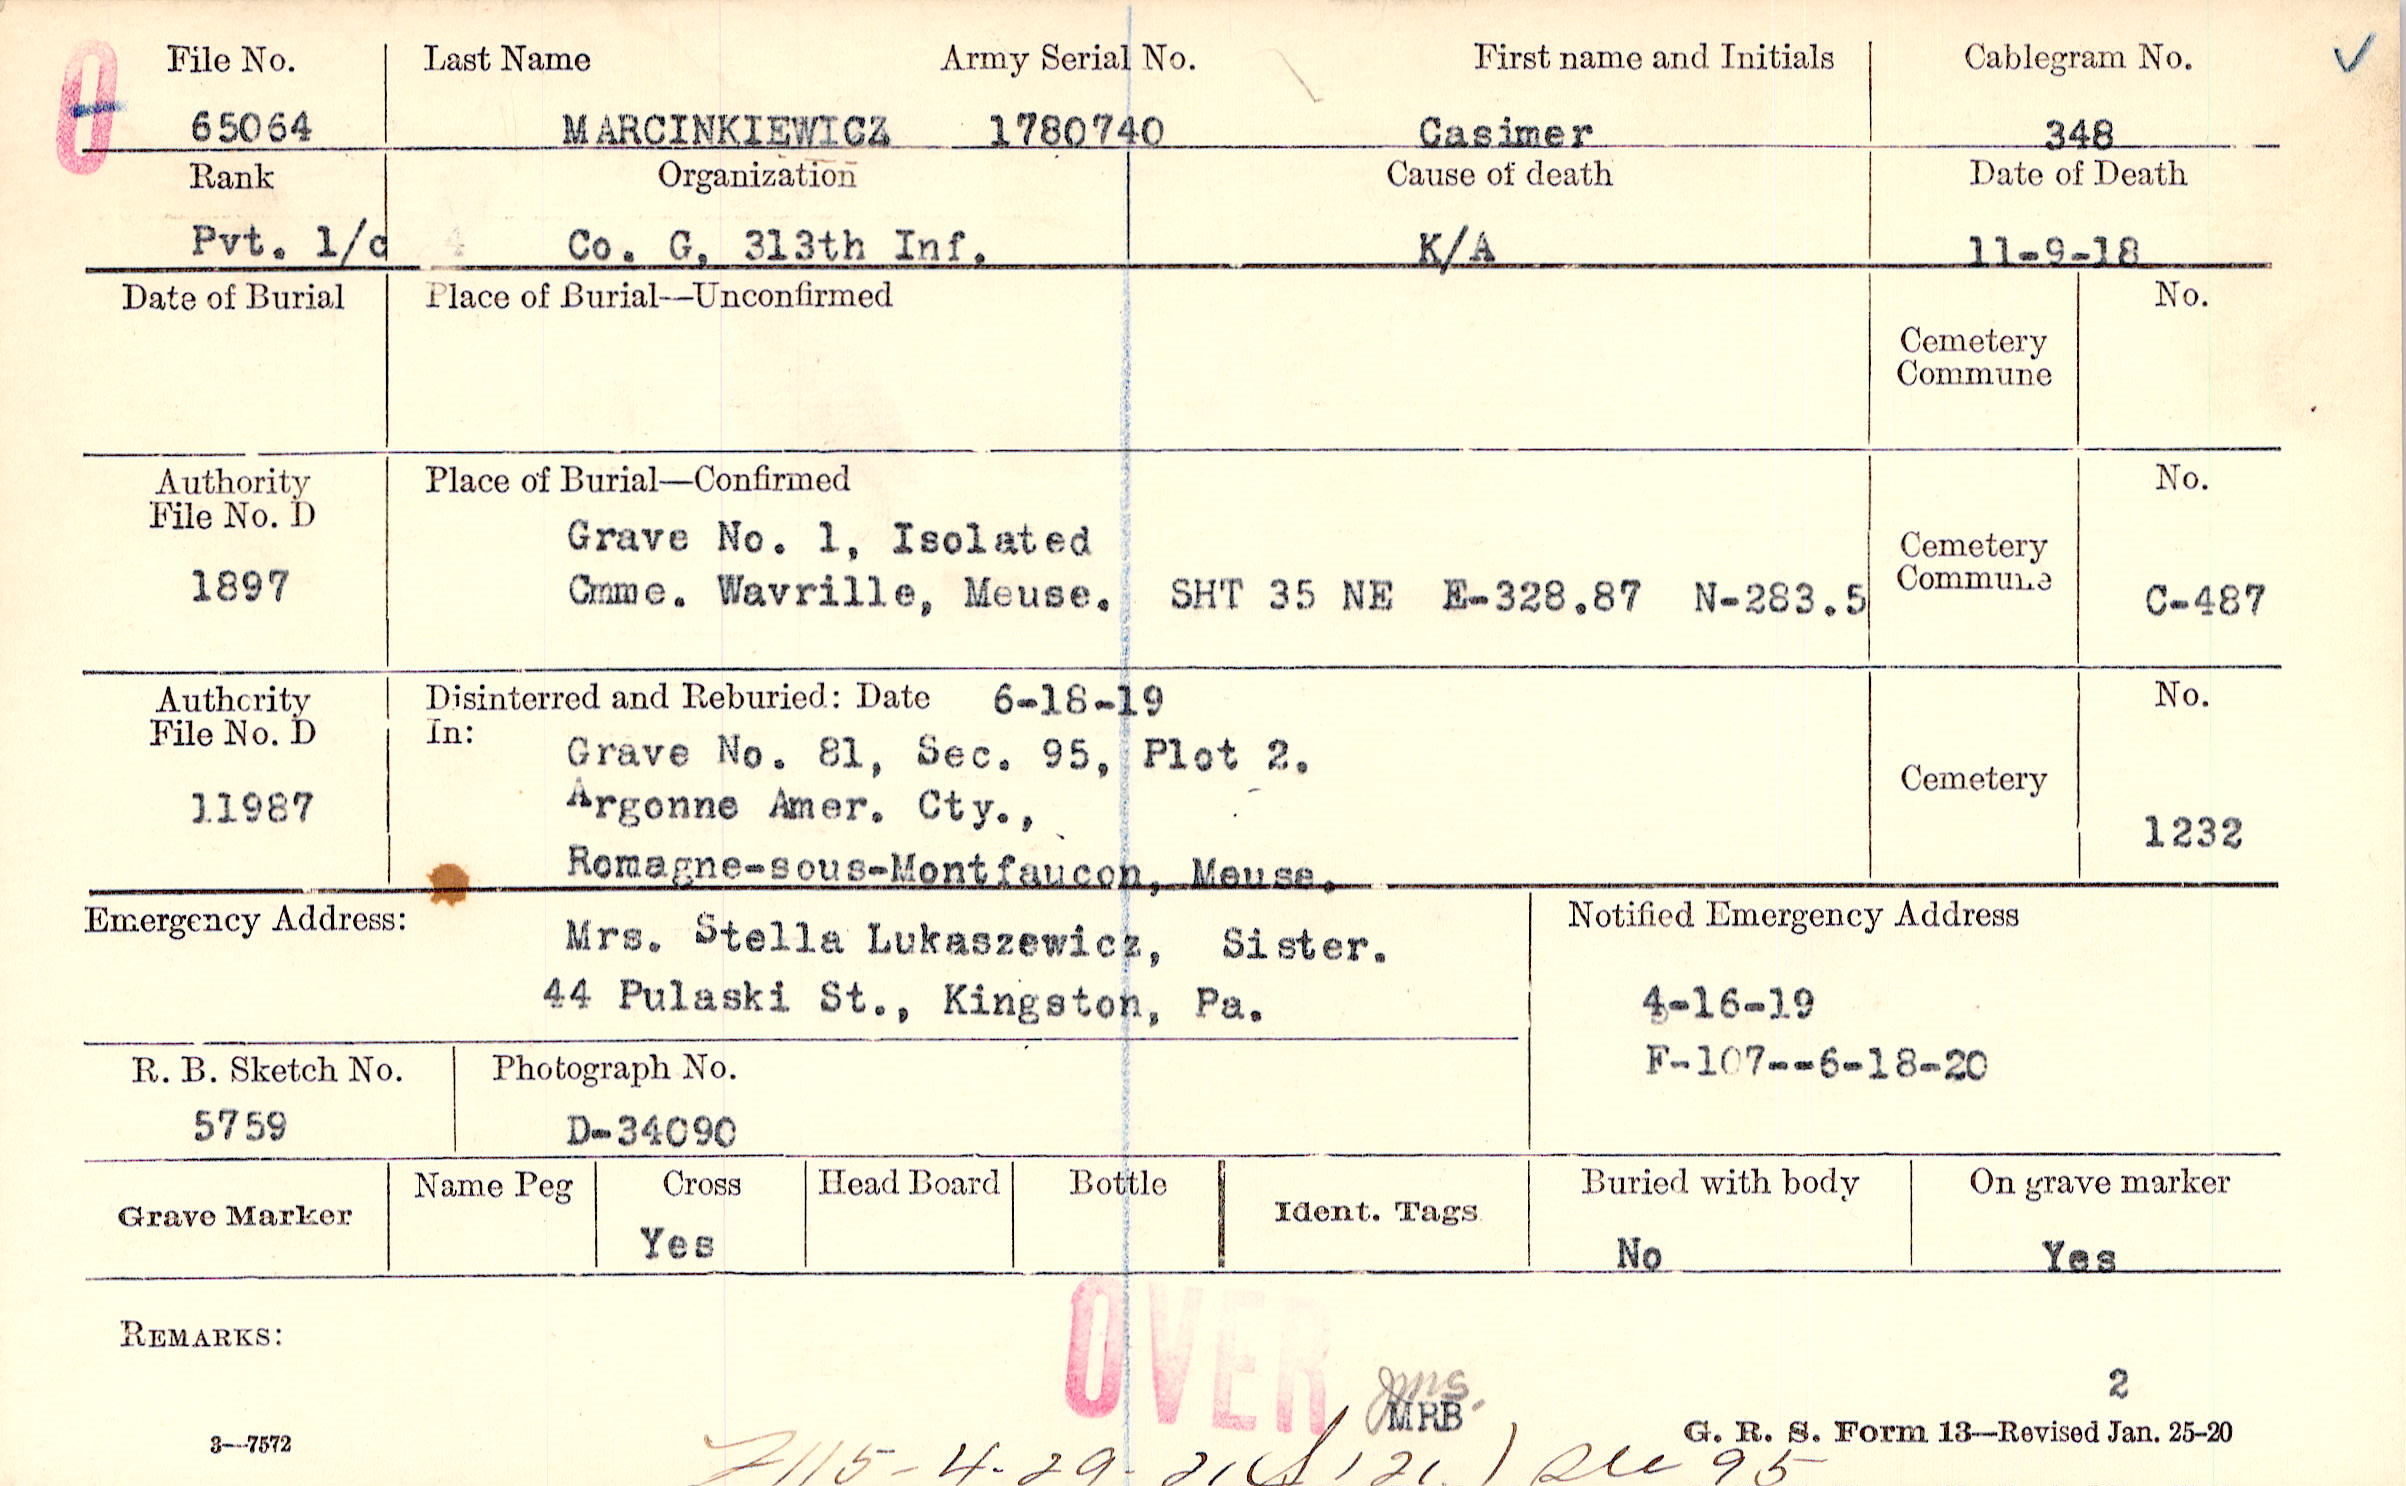 File No. Last Name Army Serial No. First name and Initials Cablegram No.
65064 MARCINKIEWICZ 1780740 Casimer 348
Rank Organization Cause of death Date of Death
Pvt. 1/c Co. G, 313th Inf. K/A 11-9-18
Date of Burial Place of Burial—Unconfirmed No.
Cemetery
Commune
Authority Place of Burial—Confirmed No.
File No. D
Grave No. 1, Isolated Cemetery
1897 Cmme. Wavrille, Meuse. SHT 35 NE E-328.87 N-283.5 Commune C-487
Authority Disinterred and Reburied: Date 6-18-19 No.
File No. D In:
Grave No. 81, Sec. 95, Plot 2.
Cemetery
11987 Argonne Amer. Cty., 1232
Romagne-sous-Montfaucon, Meuse.
Emergency Address: Mrs. Stella Lukaszewicz, Sister. Notified Emergency Address
44 Pulaski St., Kingston, Pa. 4-16-19
R. B. Sketch No. Photograph No. F-107--6-18-20
5759 D-34090
Grave Marker Name Peg Cross Head Board Bottle Ident. Tags Buried with body On grave marker
Yes No Yes
OVER
REMARKS:
2
MRB
3—7572 G. R. S. Form 13—Revised Jan. 25-20
4-29-21 95